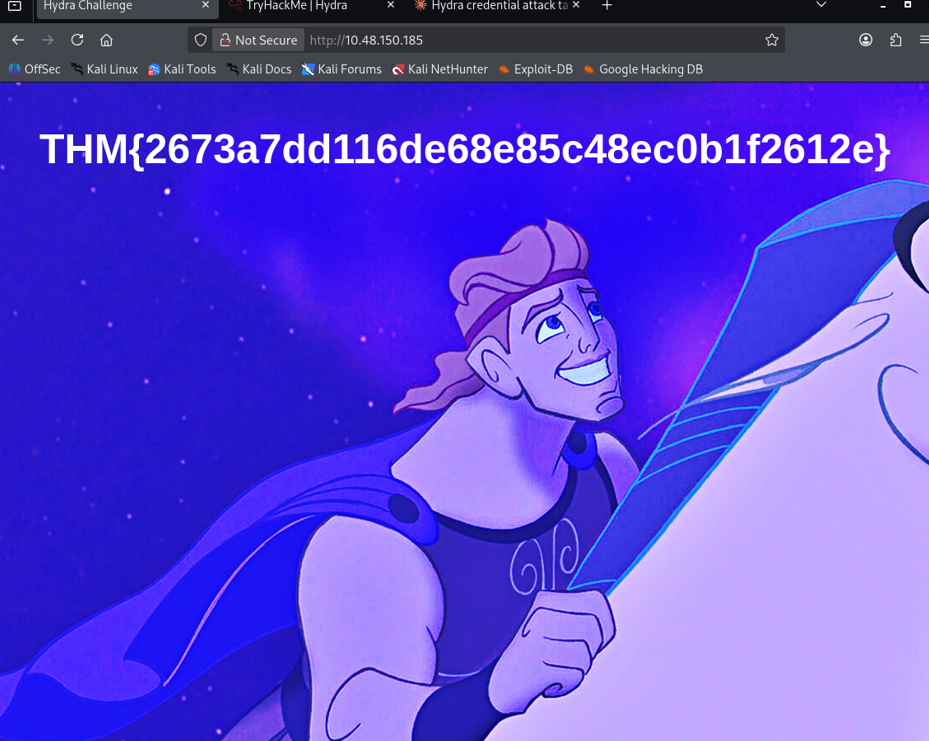 Hydra Challenge
TryHackMe | Hydra
Hydra credential attack ta
Not Secure
http://10.48.150.185
OffSec
Kali Linux
Kali Tools
Kali Docs
Kali Forums
Kali NetHunter
Exploit-DB
Google Hacking DB
THM{2673a7dd116de68e85c48ec0b1f2612e}